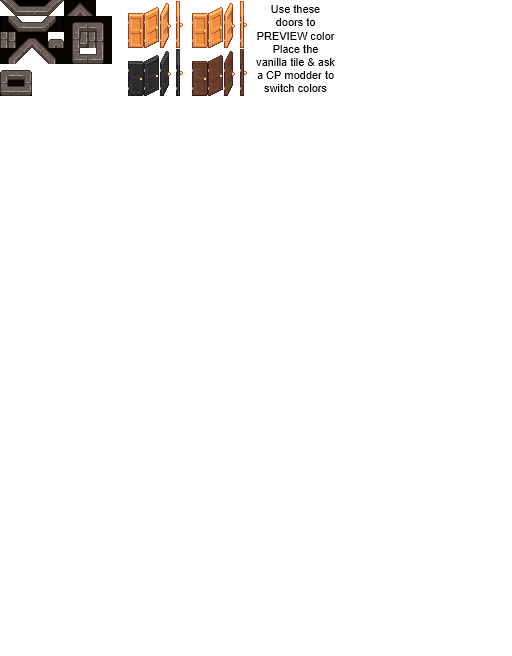 Use these
doors to
PREVIEW color
Place the
vanilla tile & ask
a CP modder to
switch colors